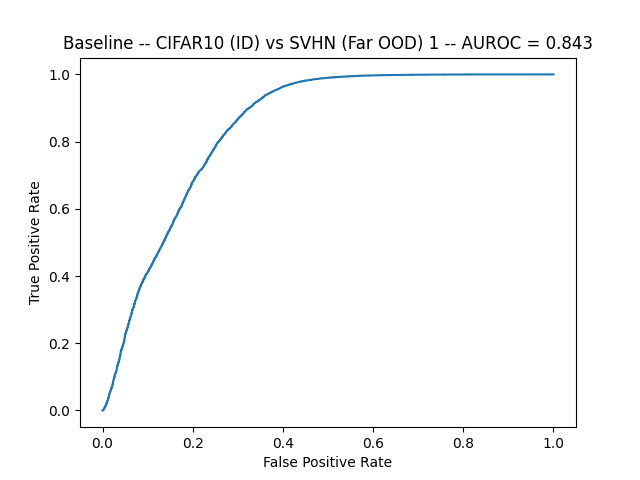 Baseline -- CIFAR10 (ID) vs SVHN (Far OOD) 1 -- AUROC = 0.843
1.0
0.8
0.6
0.4
0.2
0.0
True Positive Rate
0.0 0.2 0.4 0.6 0.8 1.0
False Positive Rate